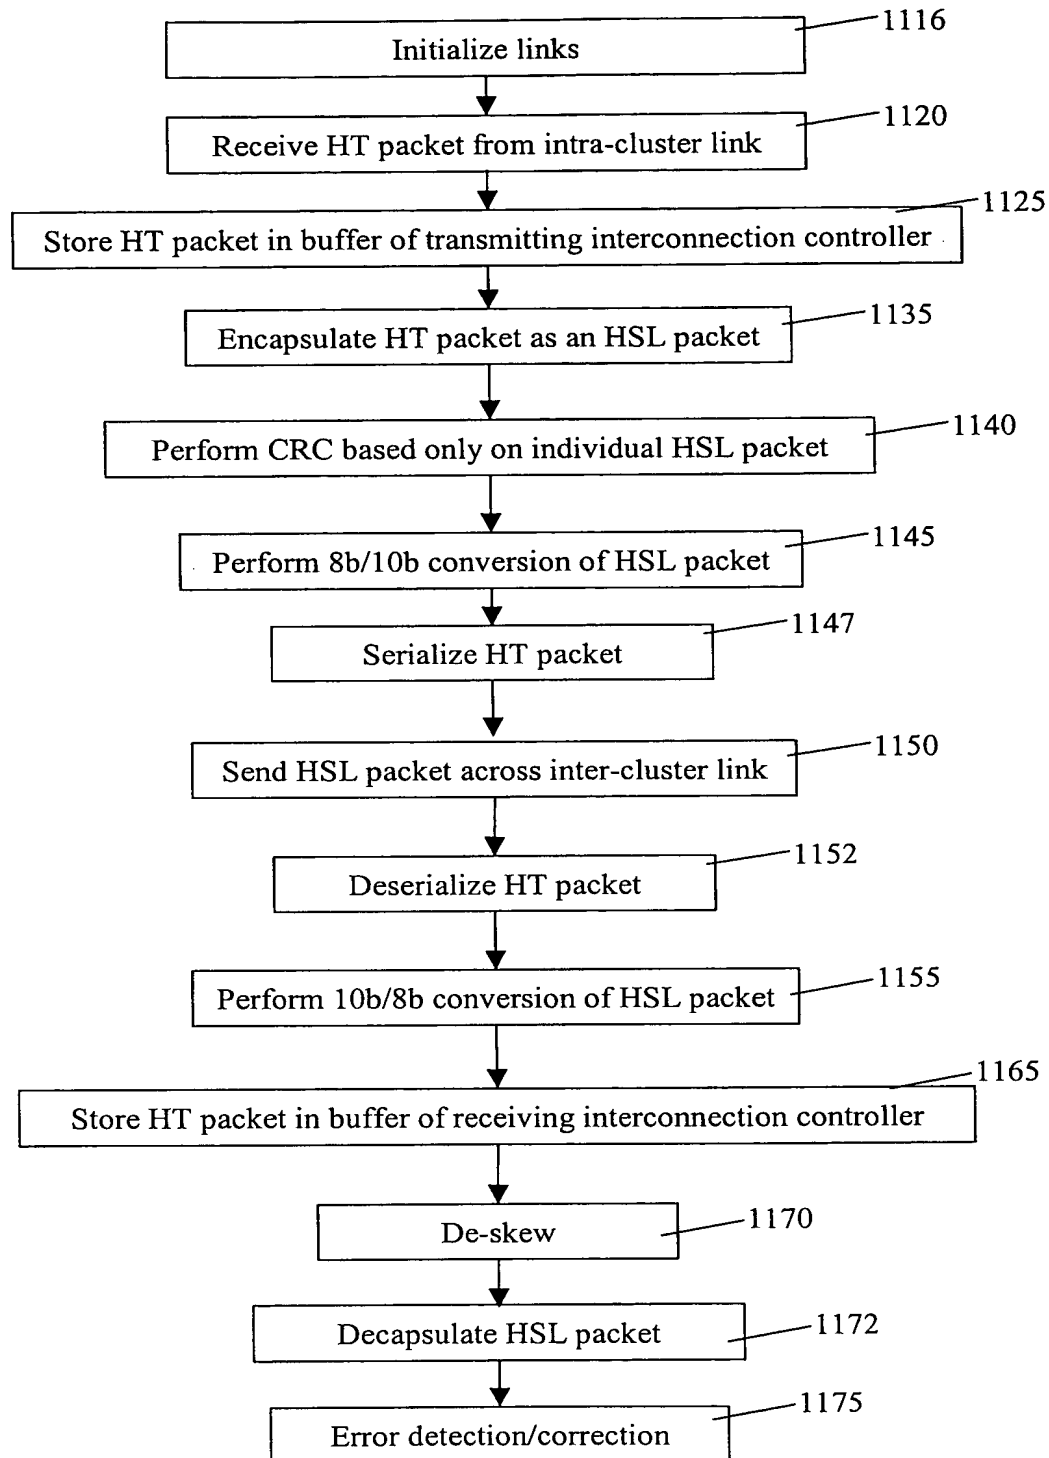 1116
Initialize links
1120
Receive HT packet from intra-cluster link
1125
Store HT packet in buffer of transmitting interconnection controller
1135
Encapsulate HT packet as an HSL packet
1140
Perform CRC based only on individual HSL packet
1145
Perform 8b/10b conversion of HSL packet
1147
Serialize HT packet
1150
Send HSL packet across inter-cluster link
1152
Deserialize HT packet
1155
Perform 10b/8b conversion of HSL packet
1165
Store HT packet in buffer of receiving interconnection controller
1170
De-skew
1172
Decapsulate HSL packet
1175
Error detection/correction